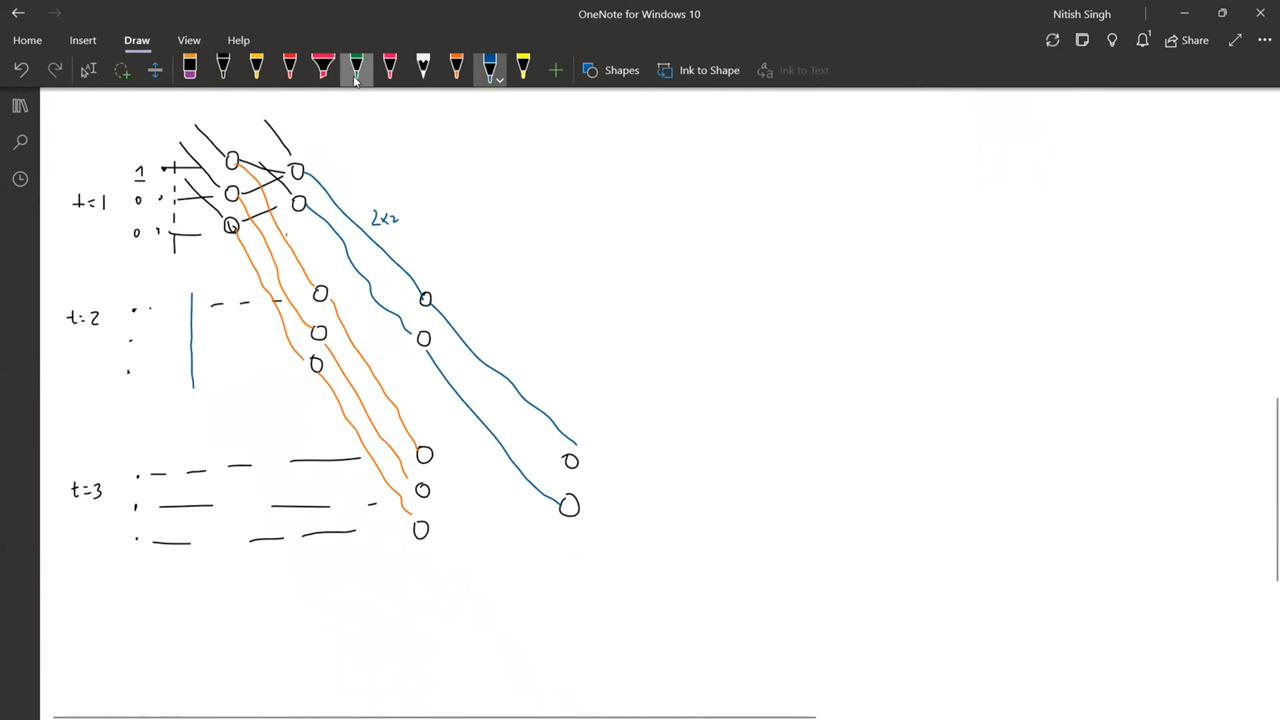 OneNote for Windows 10
Nitish Singh
Home
Insert
Draw
View
Help
Share
Shapes
Ink to Shape
Ink to Text
1
t=1
0
0
2x2
t=2
t=3